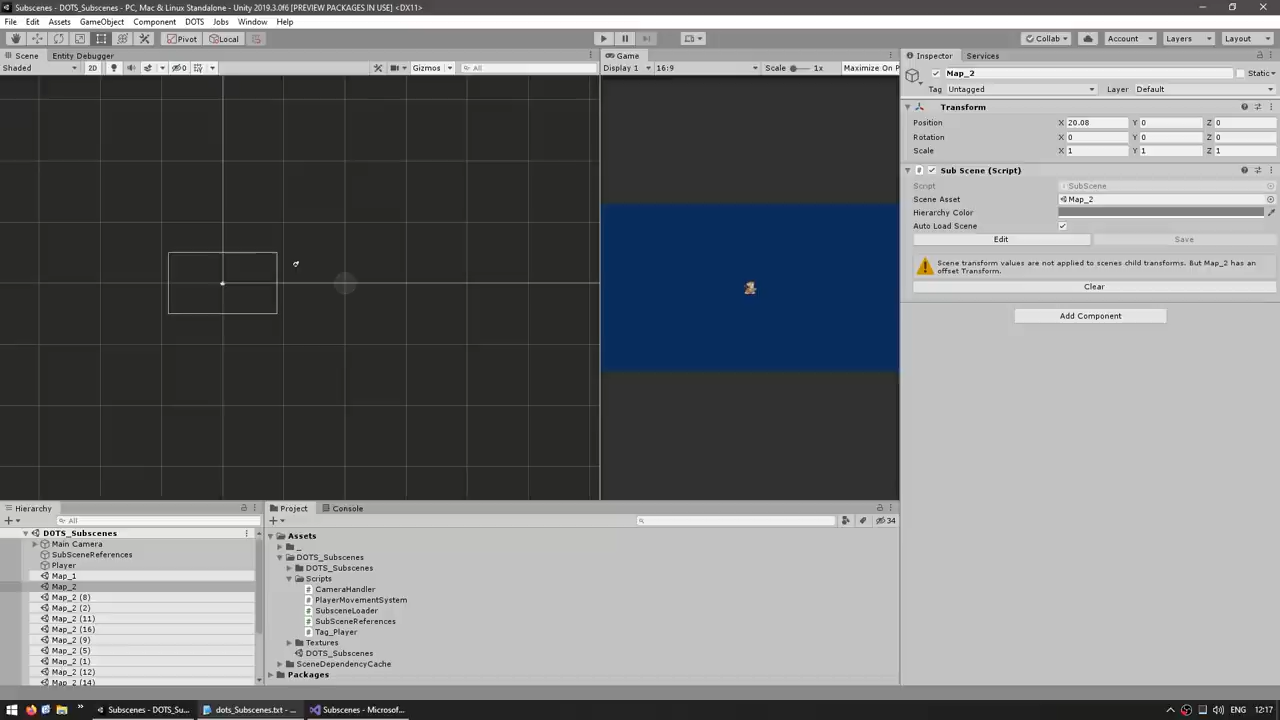 Subscenes - DOTS_Subscenes - PC, Mac & Linux Standalone - Unity 2019.3.0f6 [PREVIEW PACKAGES IN USE] <DX11>
File Edit Assets GameObject Component DOTS Jobs Window Help
Pivot Local Collab Account Layers Layout
Scene Entity Debugger
Game
Inspector Services
Shaded 2D 0 Gizmos All
Display 1 16:9 Scale 1x Maximize On P
Map_2 Static
Tag Untagged Layer Default
Transform
Position X 20.08 Y 0 Z 0
Rotation X 0 Y 0 Z 0
Scale X 1 Y 1 Z 1
Sub Scene (Script)
Script SubScene
Scene Asset Map_2
Hierarchy Color
Auto Load Scene
Edit Save
Scene transform values are not applied to scenes child transforms. But Map_2 has an
offset Transform.
Clear
Add Component
Hierarchy
All
DOTS_Subscenes
Main Camera
SubSceneReferences
Player
Map_1
Map_2
Map_2 (8)
Map_2 (2)
Map_2 (11)
Map_2 (16)
Map_2 (9)
Map_2 (5)
Map_2 (1)
Map_2 (12)
Map_2 (14)
Project Console
34
Assets
_
DOTS_Subscenes
DOTS_Subscenes
Scripts
CameraHandler
PlayerMovementSystem
SubsceneLoader
SubSceneReferences
Tag_Player
Textures
DOTS_Subscenes
SceneDependencyCache
Packages
Subscenes - DOTS_Su... dots_Subscenes.txt - ... Subscenes - Microsof... ENG 12:17